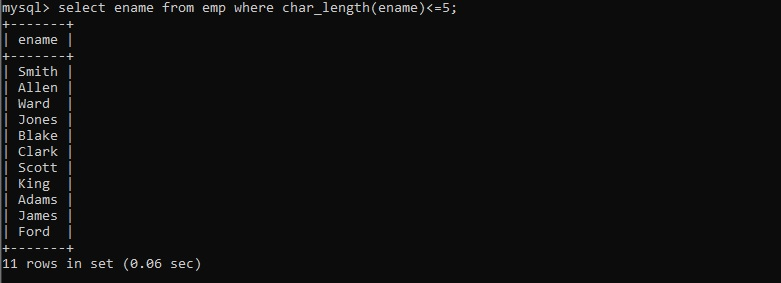 mysql> select ename from emp where char_length(ename)<=5;
+-------+
| ename |
+-------+
| Smith |
| Allen |
| Ward  |
| Jones |
| Blake |
| Clark |
| Scott |
| King  |
| Adams |
| James |
| Ford  |
+-------+
11 rows in set (0.06 sec)